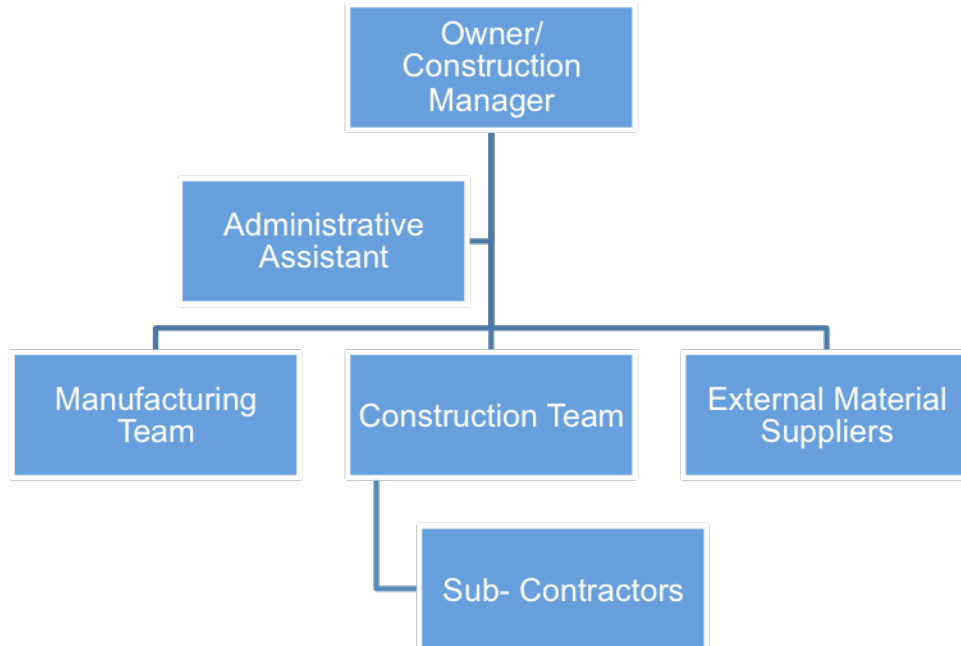 Owner/
Construction
Manager
Administrative
Assistant
Manufacturing
Team
Construction Team
External Material
Suppliers
Sub- Contractors